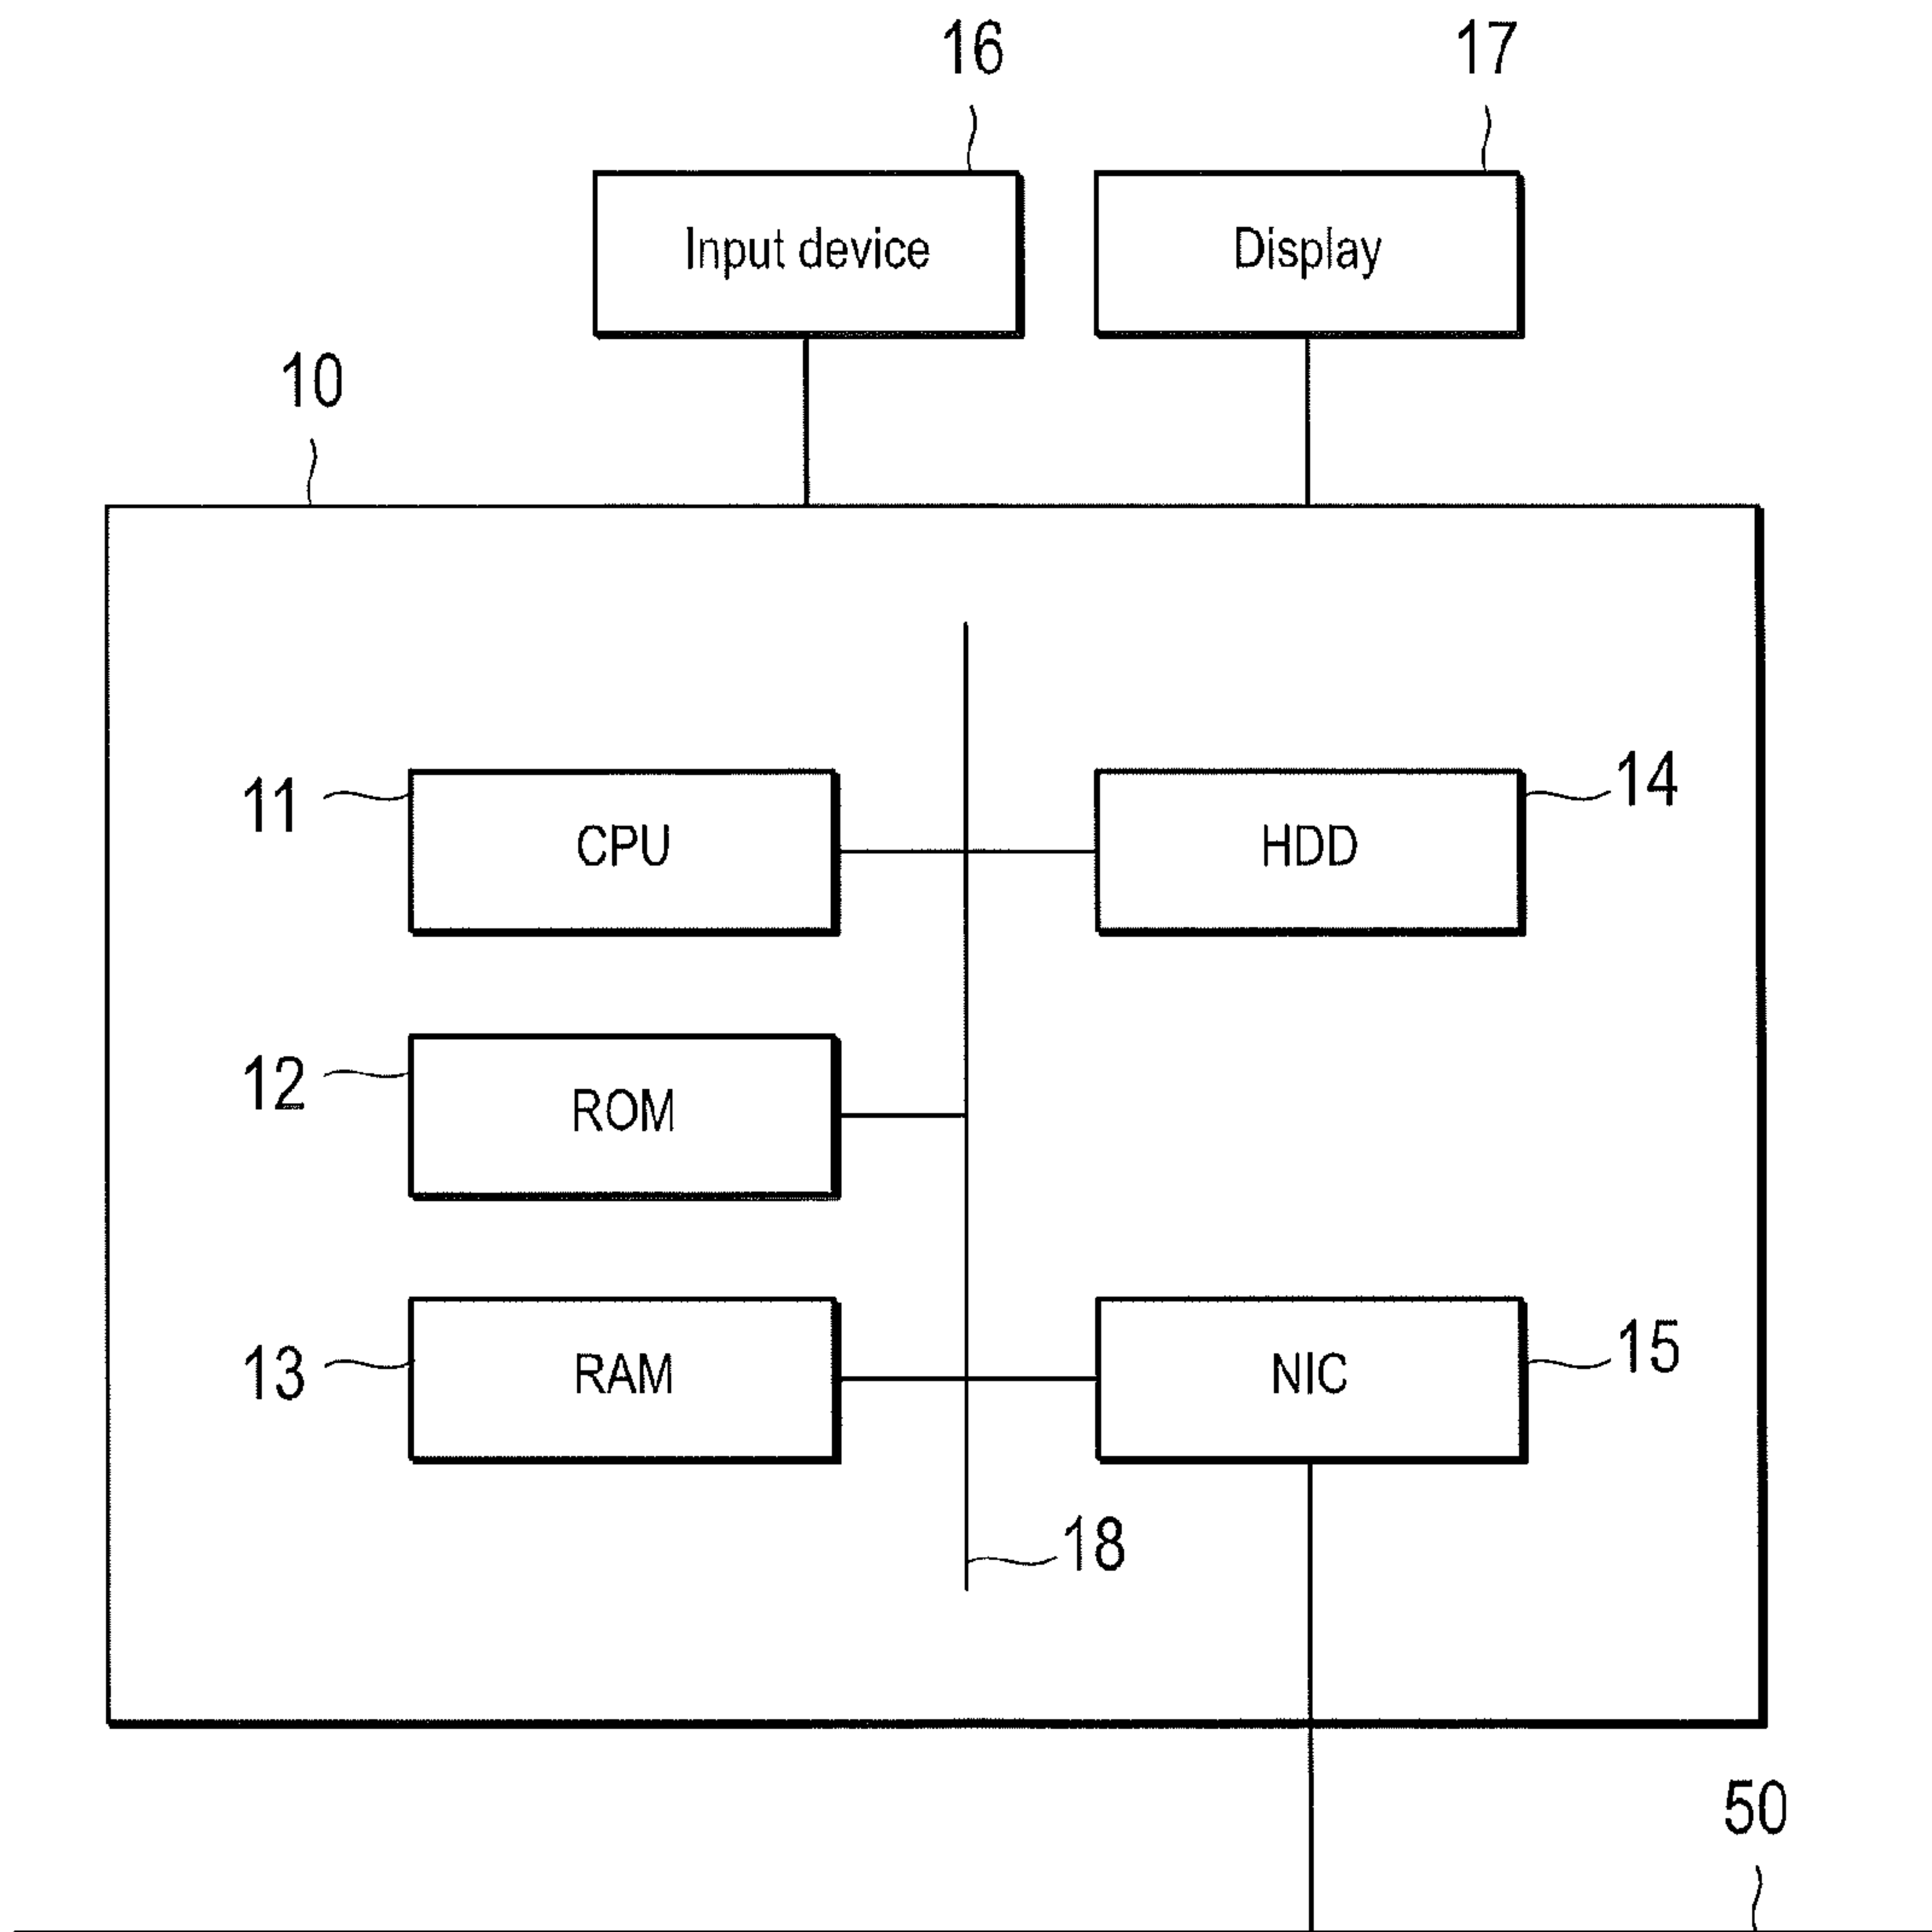 16
17
Input device
Display
10
11
CPU
HDD
14
12
ROM
13
RAM
NIC
15
18
50